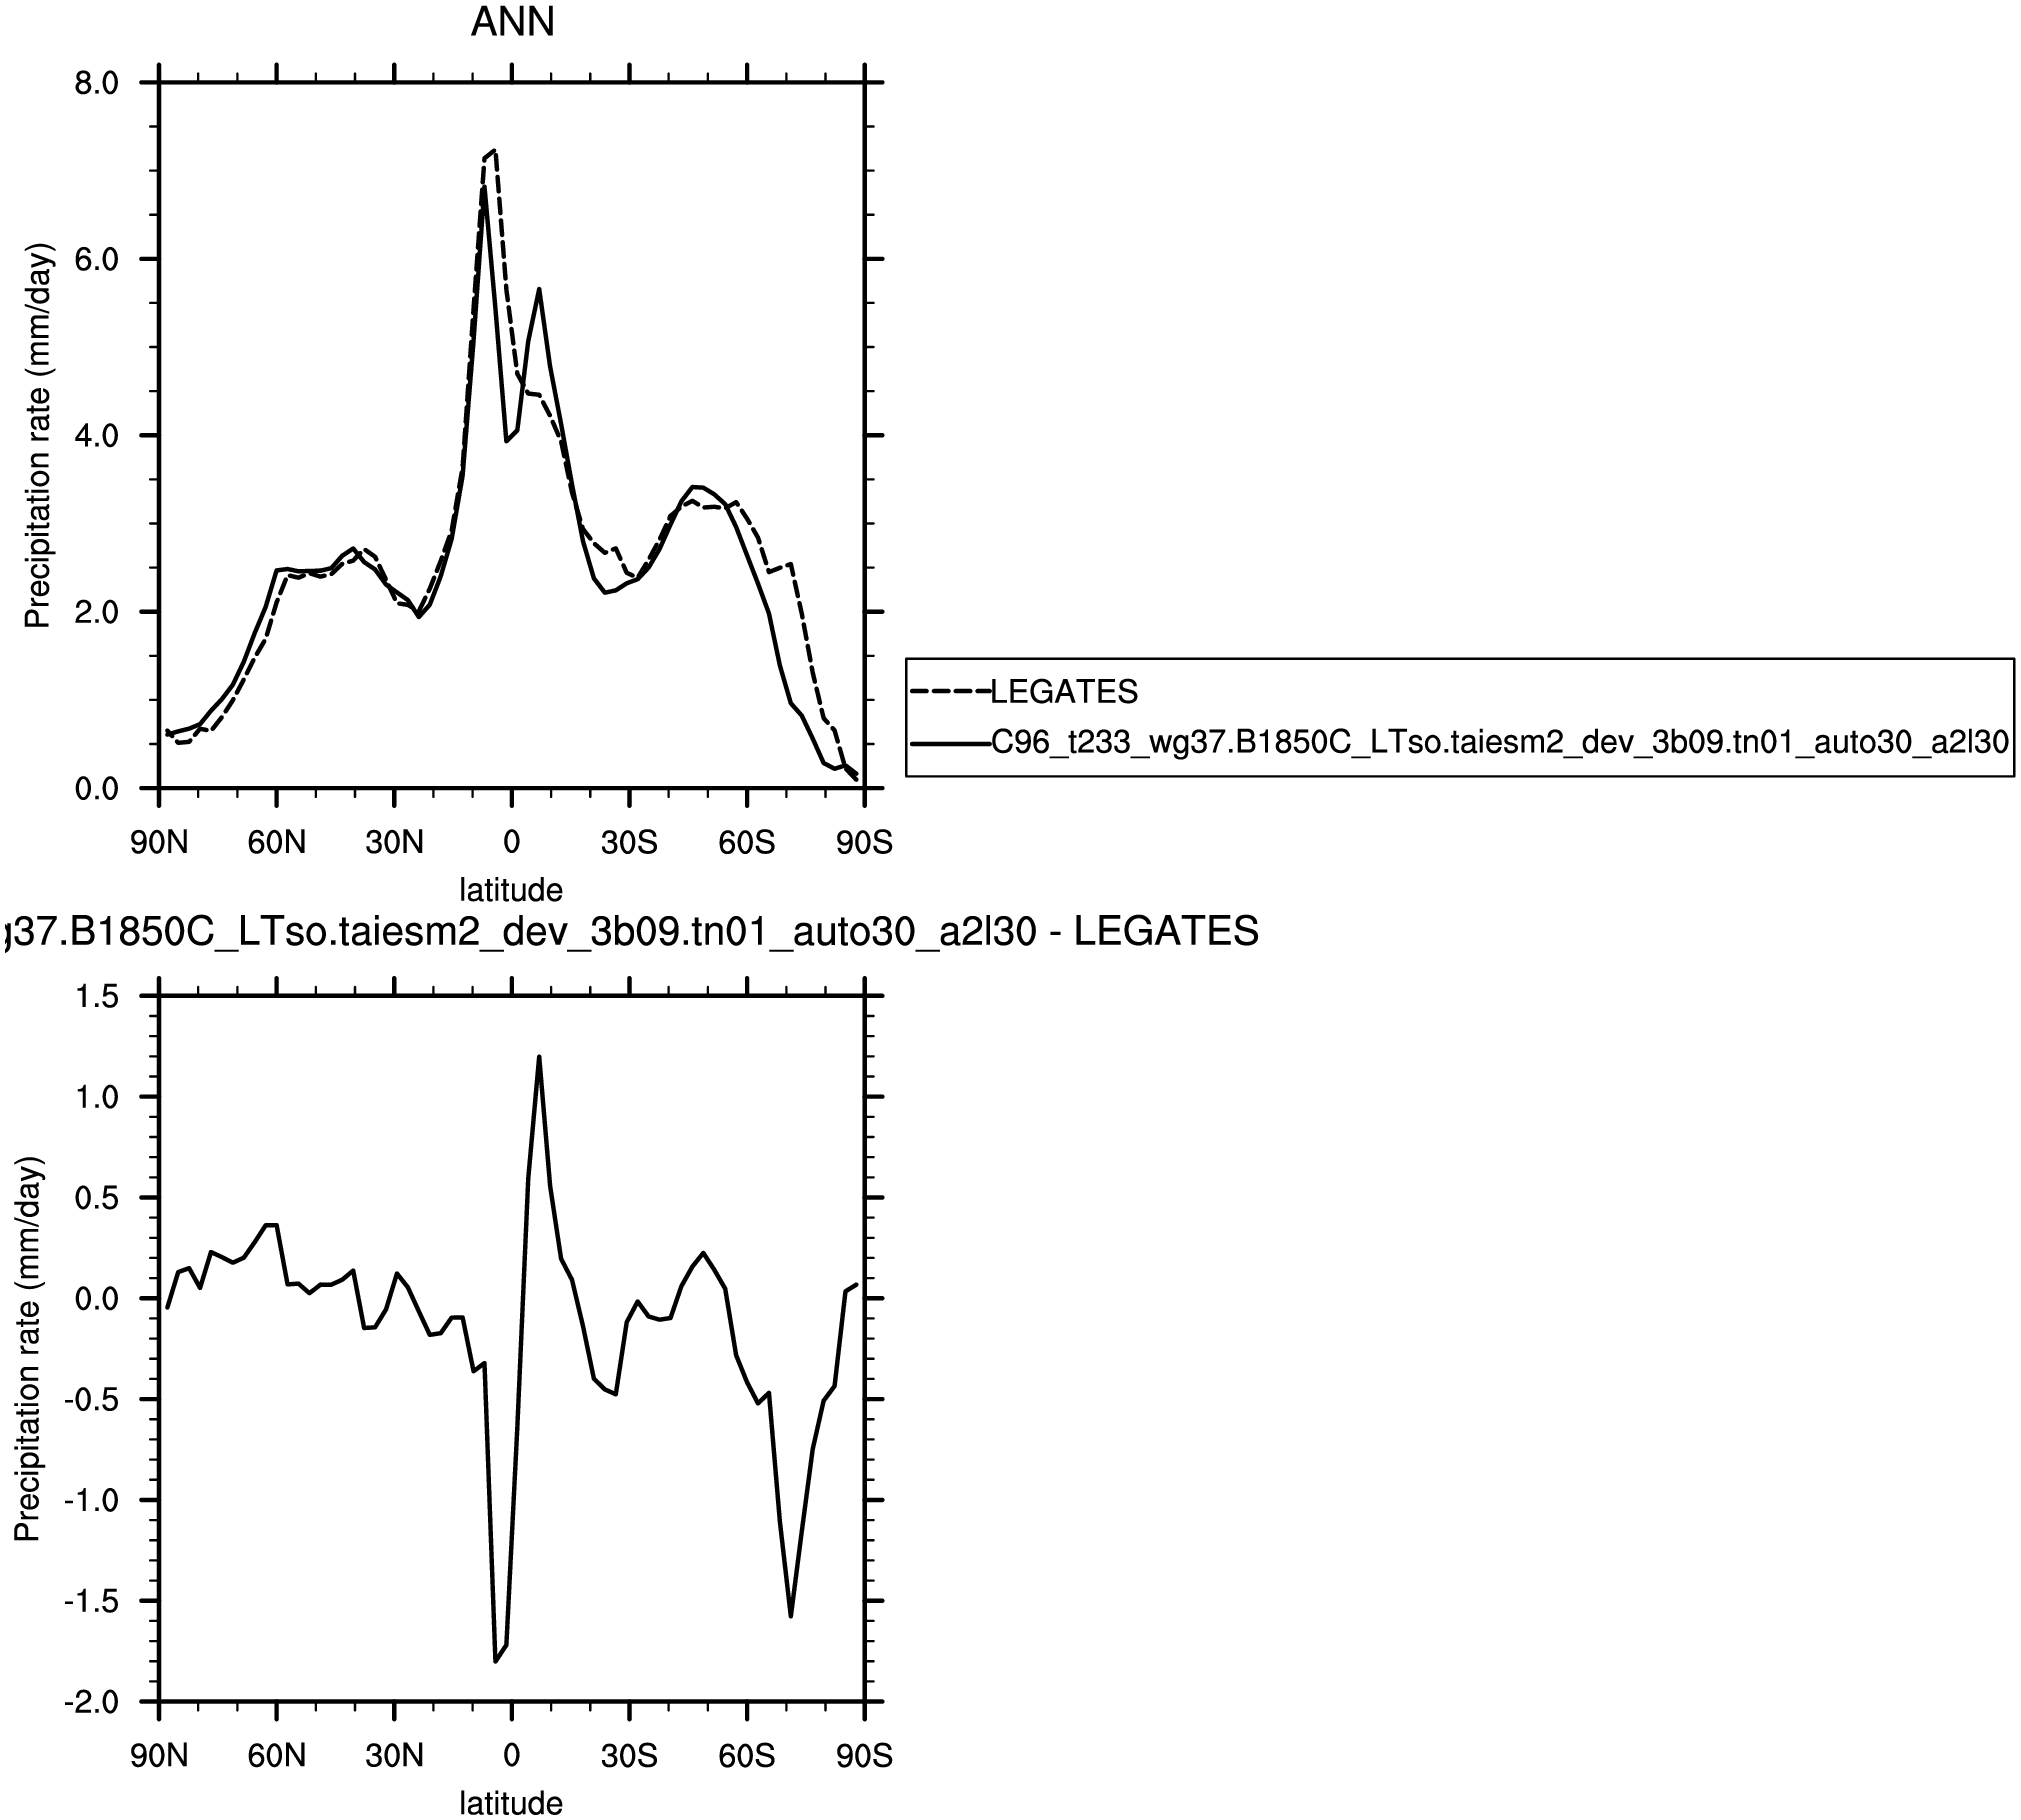 ANN
8.0
6.0
4.0
2.0
0.0
Precipitation rate (mm/day)
90N 60N 30N 0 30S 60S 90S
latitude
LEGATES
C96_t233_wg37.B1850C_LTso.taiesm2_dev_3b09.tn01_auto30_a2l30
g37.B1850C_LTso.taiesm2_dev_3b09.tn01_auto30_a2l30 - LEGATES
1.5
1.0
0.5
0.0
-0.5
-1.0
-1.5
-2.0
Precipitation rate (mm/day)
90N 60N 30N 0 30S 60S 90S
latitude